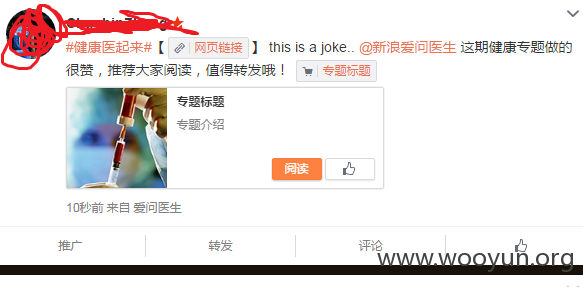 #健康医起来#【 网页链接 】 this is a joke.. @新浪爱问医生 这期健康专题做的
很赞，推荐大家阅读，值得转发哦！ 专题标题
专题标题
专题介绍
阅读
10秒前 来自 爱问医生
推广 转发 评论
www.wooyun.org